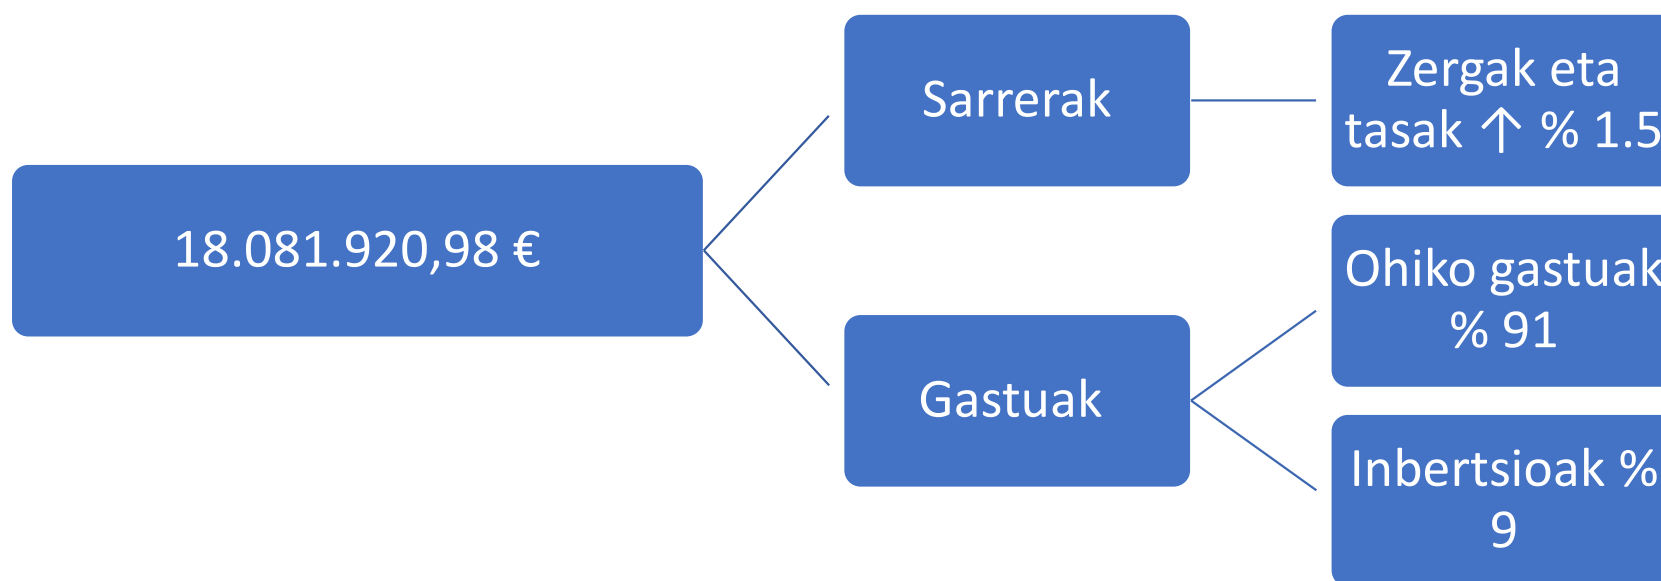 18.081.920,98 €
Sarrerak
Zergak eta
tasak ↑ % 1.5
Gastuak
Ohiko gastuak
% 91
Inbertsioak %
9